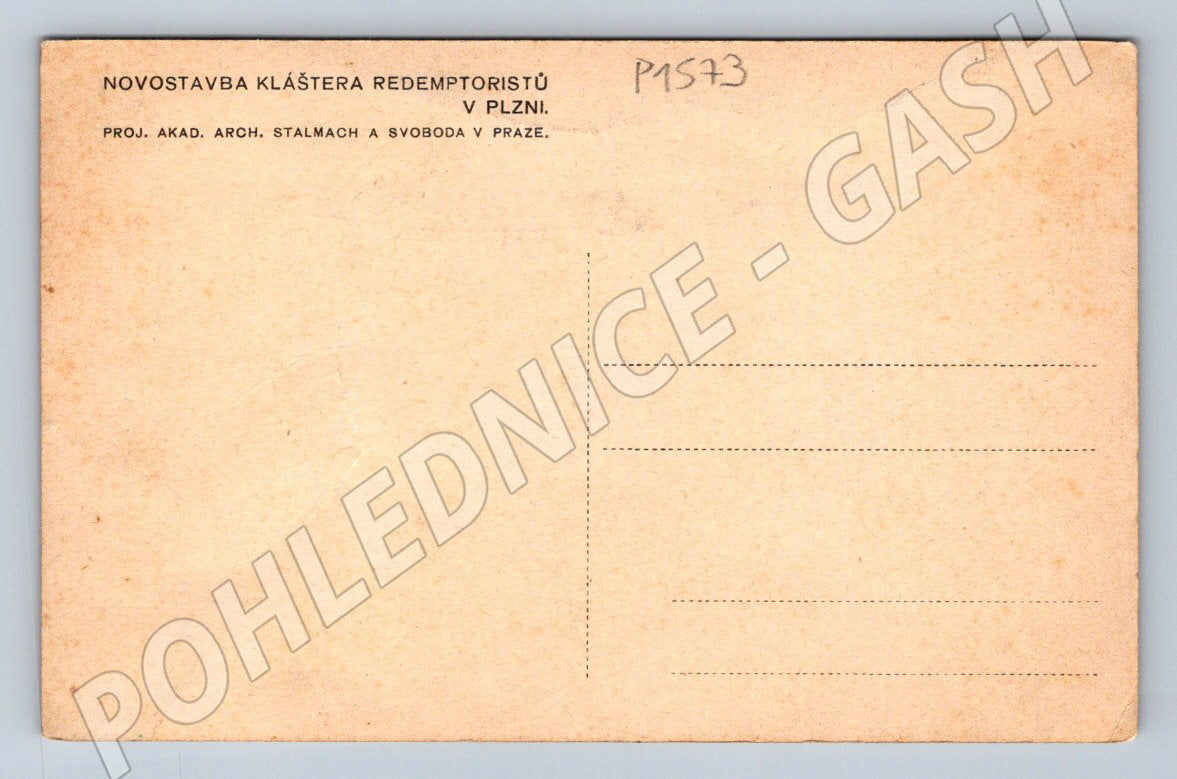 NOVOSTAVBA KLÁŠTERA REDEMPTORISTŮ
V PLZNI.
PROJ. AKAD. ARCH. STALMACH A SVOBODA V PRAZE.
P1573
POHLEDNICE - GASH